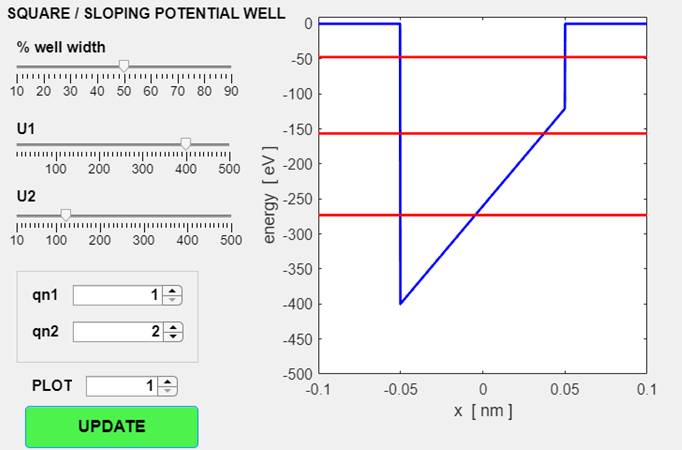 SQUARE / SLOPING POTENTIAL WELL
% well width
10 20 30 40 50 60 70 80 90
U1
100 200 300 400 500
U2
10 100 200 300 400 500
qn1 1
qn2 2
PLOT 1
UPDATE
0
-50
-100
-150
-200
-250
-300
-350
-400
-450
-500
energy [ eV ]
-0.1 -0.05 0 0.05 0.1
x [ nm ]